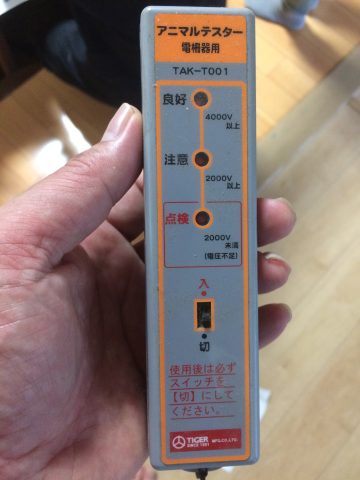 アニマルテスター
電柵器用
TAK-T001
良好
4000V
以上
注意
2000V
以上
点検
2000V
未満
(電圧不足)
入
切
使用後は必ず
スイッチを
【切】にして
ください。
TIGER MFG.CO.,LTD.
SINCE 1951